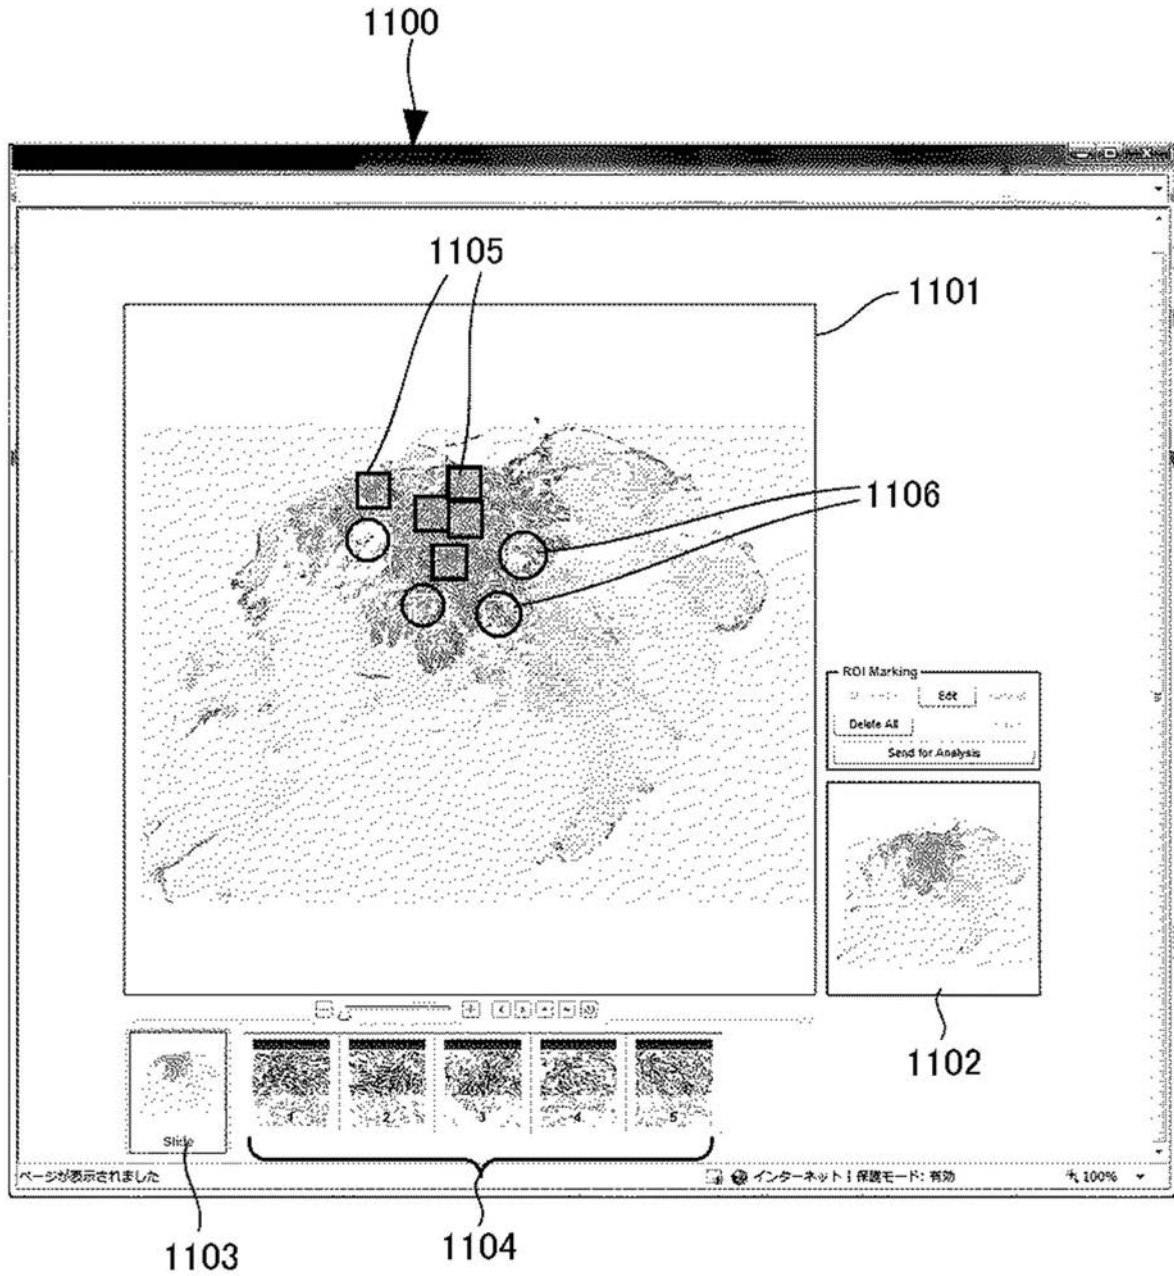 1100
1105
1101
1106
ROI Marking
Edit
Delete All
Send for Analysis
1102
Slide
1 2 3 4 5
ページが表示されました
インターネット | 保護モード: 有効
100%
1103
1104